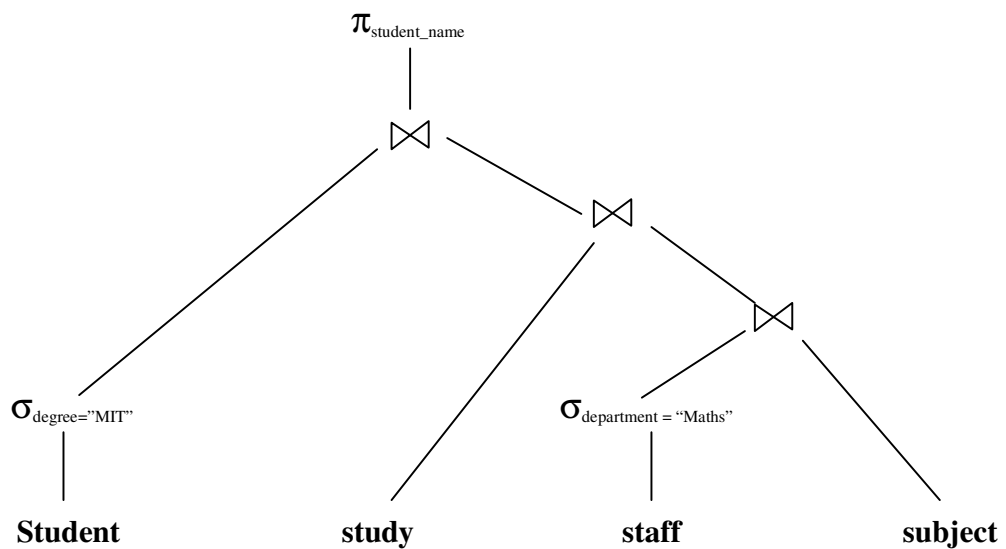 π student_name
σ degree=”MIT”
σ department = “Maths”
Student study staff subject